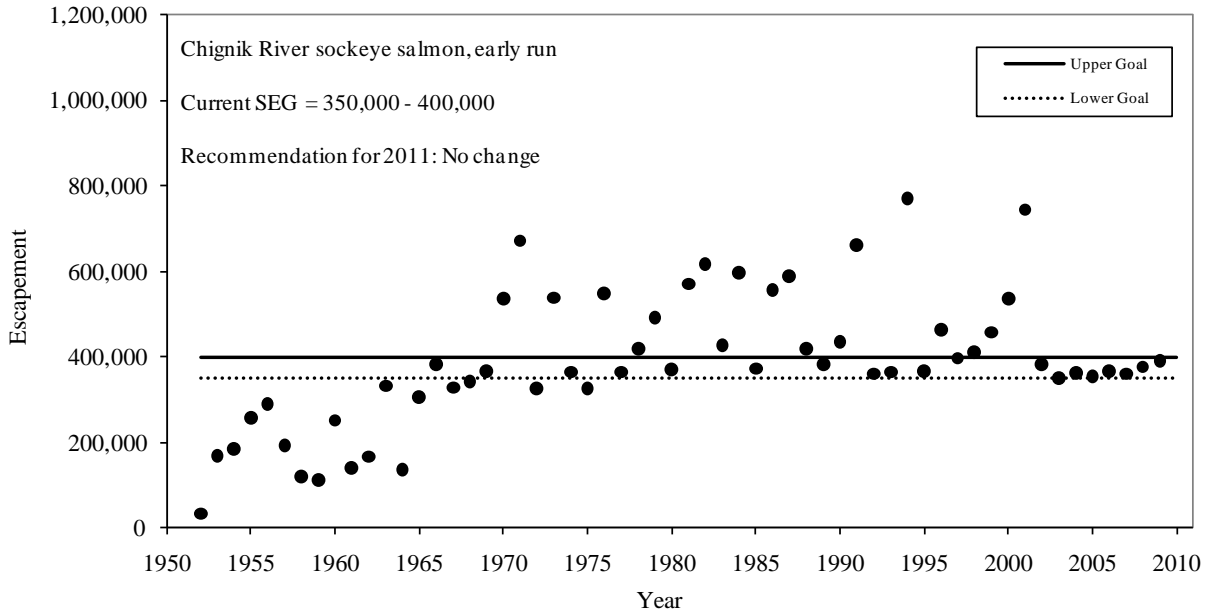 1,200,000
1,000,000
800,000
600,000
400,000
200,000
0
Escapement
Chignik River sockeye salmon, early run
Current SEG = 350,000 - 400,000
Recommendation for 2011: No change
Upper Goal
Lower Goal
1950 1955 1960 1965 1970 1975 1980 1985 1990 1995 2000 2005 2010
Year